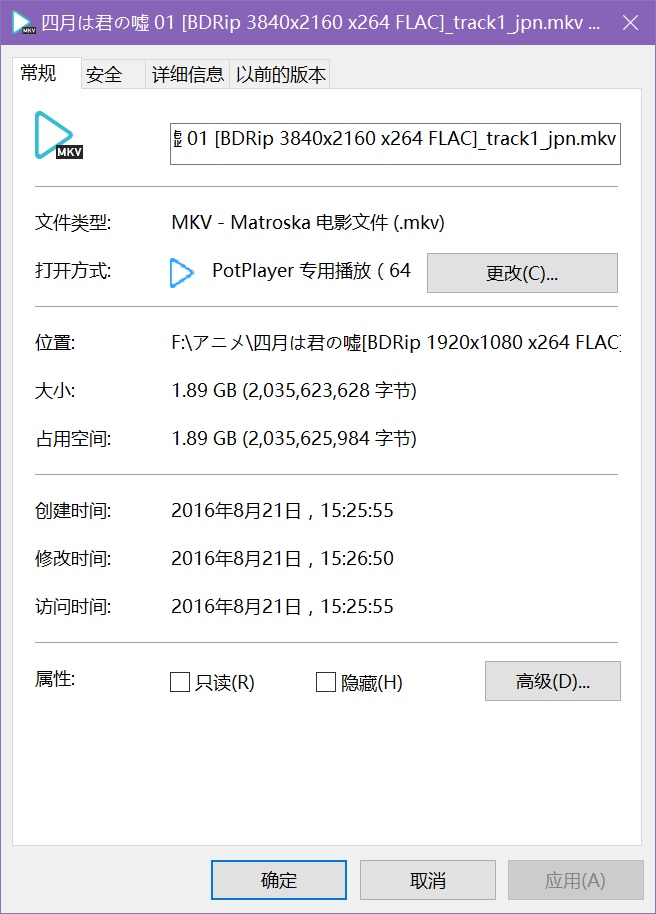 四月は君の嘘 01 [BDRip 3840x2160 x264 FLAC]_track1_jpn.mkv ...
常规 安全 详细信息 以前的版本
MKV
01 [BDRip 3840x2160 x264 FLAC]_track1_jpn.mkv
文件类型: MKV - Matroska 电影文件 (.mkv)
打开方式: PotPlayer 专用播放（64 更改(C)...
位置: F:\アニメ\四月は君の嘘[BDRip 1920x1080 x264 FLAC]
大小: 1.89 GB (2,035,623,628 字节)
占用空间: 1.89 GB (2,035,625,984 字节)
创建时间: 2016年8月21日，15:25:55
修改时间: 2016年8月21日，15:26:50
访问时间: 2016年8月21日，15:25:55
属性: 只读(R) 隐藏(H) 高级(D)...
确定 取消 应用(A)